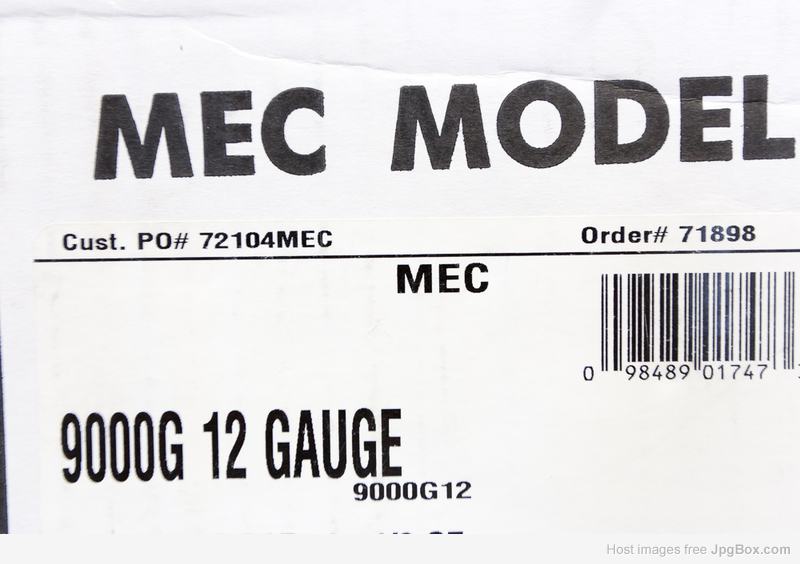 MEC MODEL
Cust. PO# 72104MEC Order# 71898
MEC
0 98489 01747
9000G 12 GAUGE
9000G12
Host images free JpgBox.com